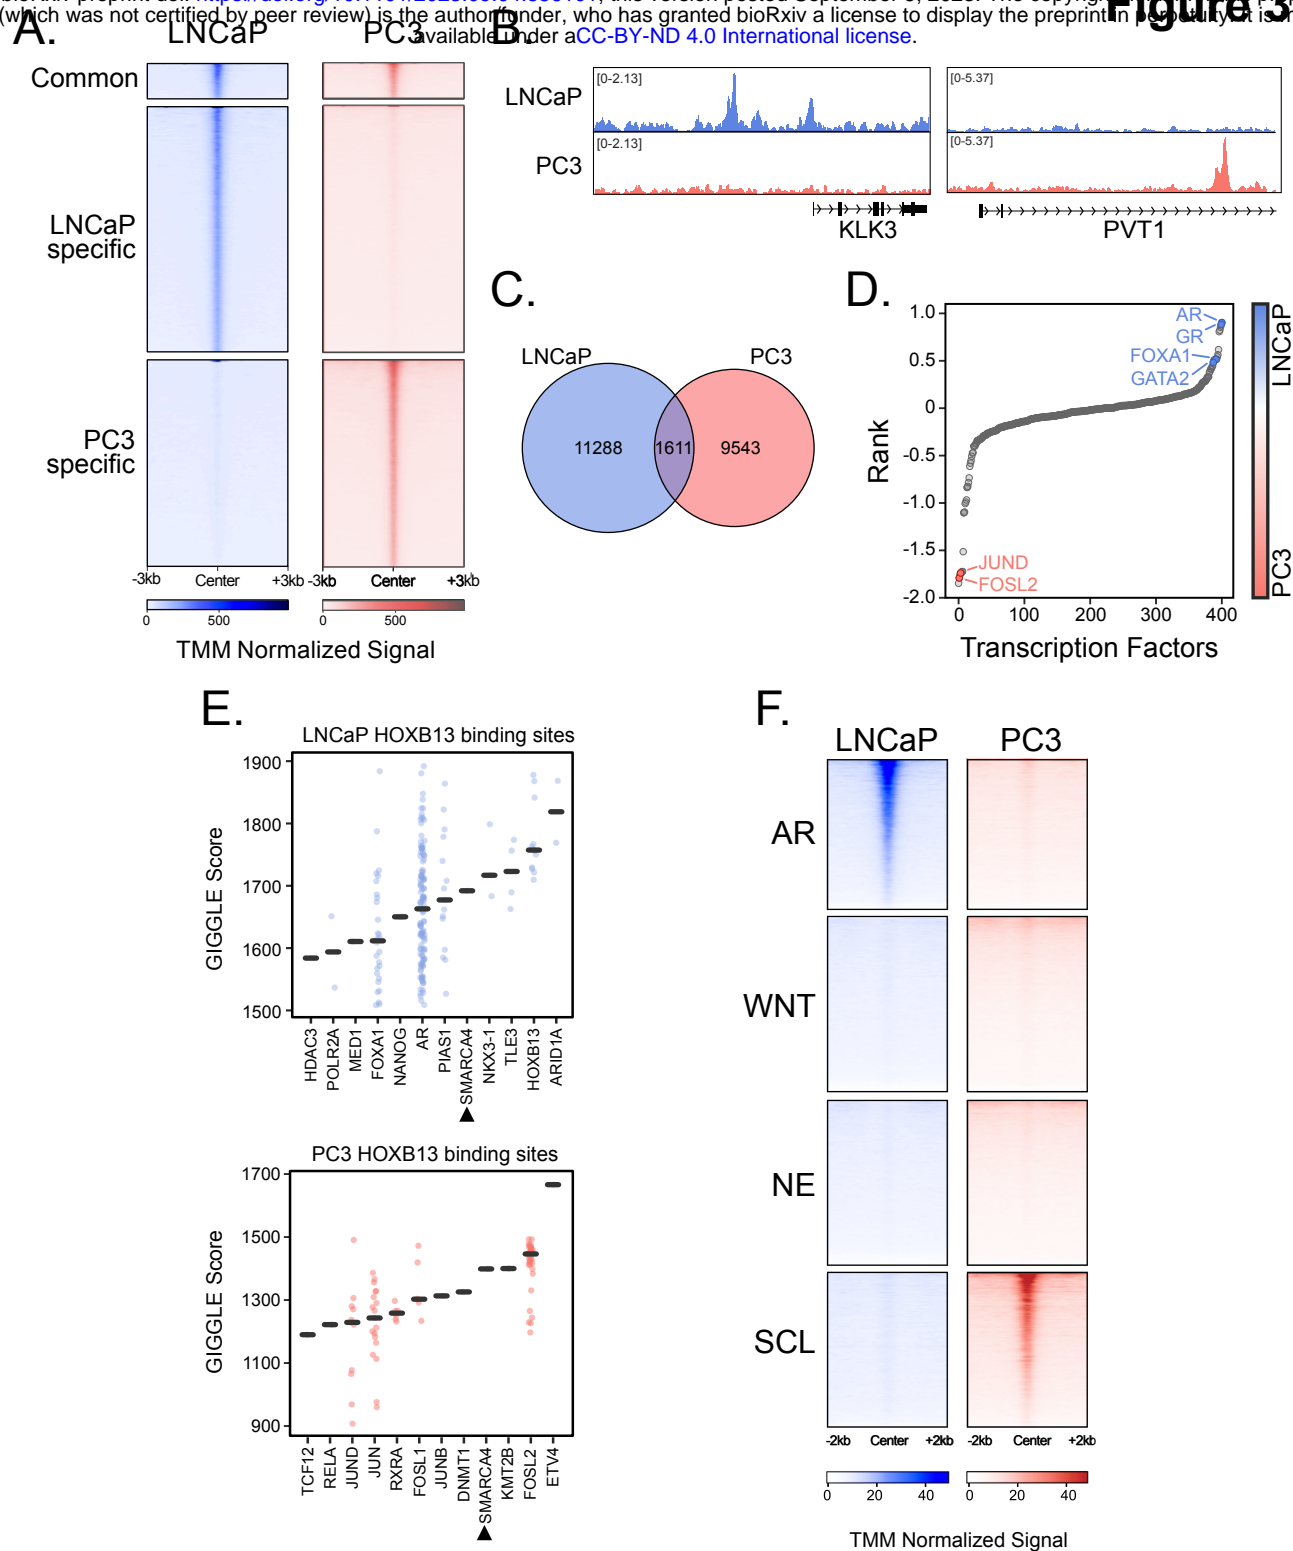 (which was not certified by peer review) is the author/funder, who has granted bioRxiv a license to display the preprint in perpetuity. It is
available under aCC-BY-ND 4.0 International license.
Figure 3
A.
LNCaP
PC3
Common
LNCaP
specific
PC3
specific
-3kb
Center
+3kb
-3kb
Center
+3kb
0
500
0
500
TMM Normalized Signal
B.
LNCaP
[0-2.13]
[0-5.37]
PC3
[0-2.13]
[0-5.37]
KLK3
PVT1
C.
LNCaP
PC3
11288
1611
9543
D.
Rank
1.0
0.5
0
-0.5
-1.0
-1.5
-2.0
AR
GR
FOXA1
GATA2
JUND
FOSL2
0
100
200
300
400
Transcription Factors
LNCaP
PC3
E.
LNCaP HOXB13 binding sites
GIGGLE Score
1900
1800
1700
1600
1500
HDAC3
POLR2A
MED1
FOXA1
NANOG
AR
PIAS1
SMARCA4
NKX3-1
TLE3
HOXB13
ARID1A
PC3 HOXB13 binding sites
GIGGLE Score
1700
1500
1300
1100
900
TCF12
RELA
JUND
JUN
RXRA
FOSL1
JUNB
DNMT1
SMARCA4
KMT2B
FOSL2
ETV4
F.
LNCaP
PC3
AR
WNT
NE
SCL
-2kb
Center
+2kb
-2kb
Center
+2kb
0
20
40
0
20
40
TMM Normalized Signal